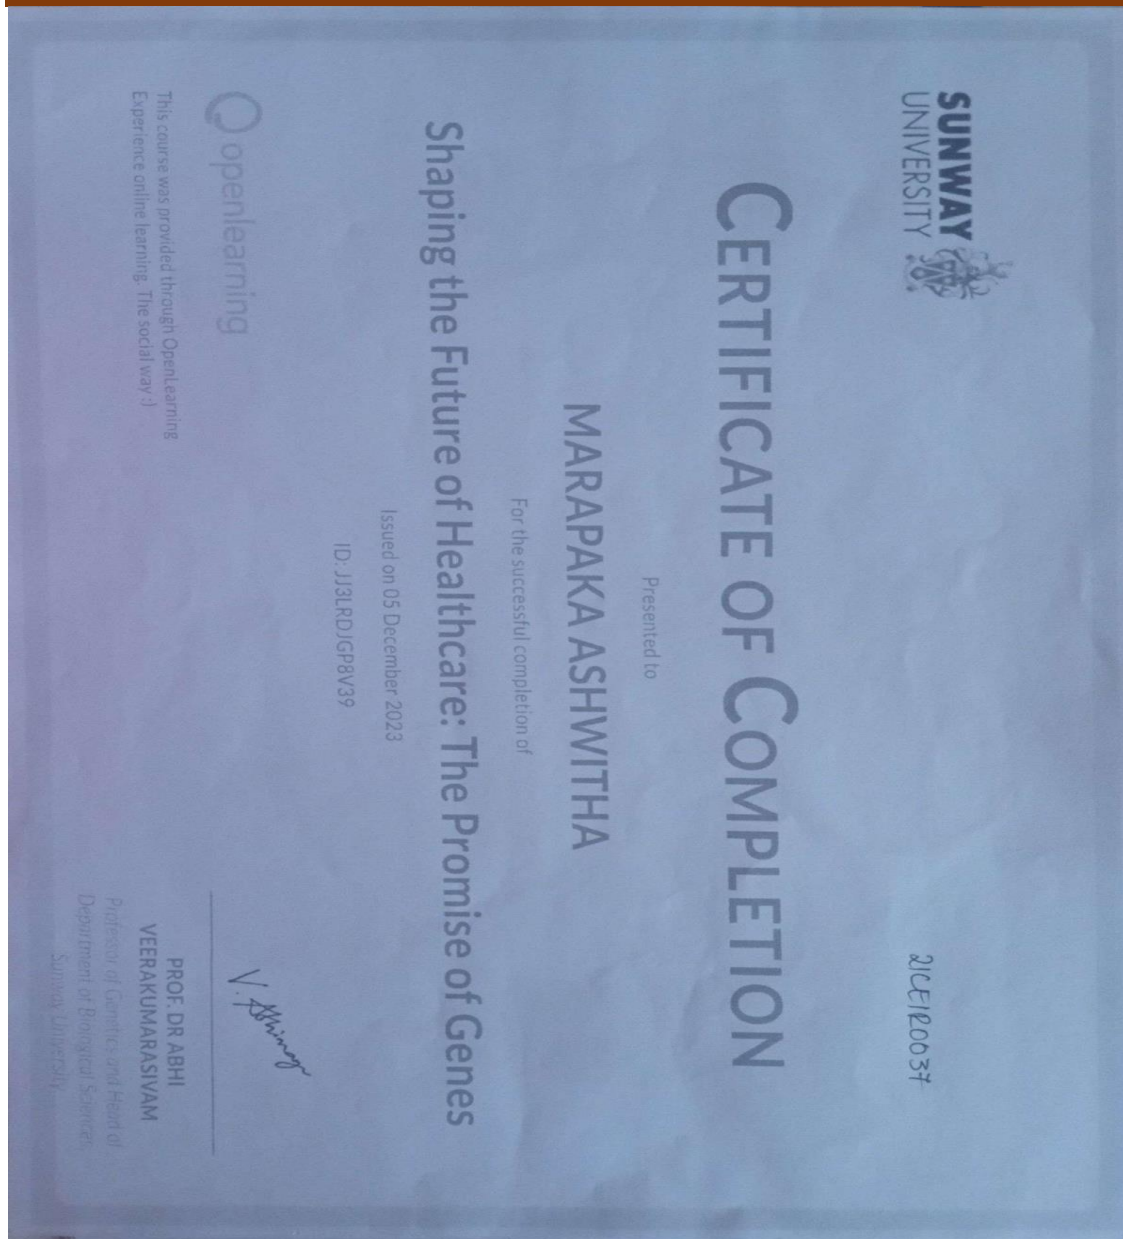 SUNWAY
UNIVERSITY
21CE1R0037
CERTIFICATE OF COMPLETION
Presented to
MARAPAKA ASHWITHA
For the successful completion of
Shaping the Future of Healthcare: The Promise of Genes
Issued on 05 December 2023
ID: JJ3LRDJGP8V39
openlearning
This course was provided through OpenLearning
Experience online learning. The social way :)
PROF. DR ABHI
VEERAKUMARASIVAM
Professor of Genetics and Head of
Department of Biological Sciences
Sunway University